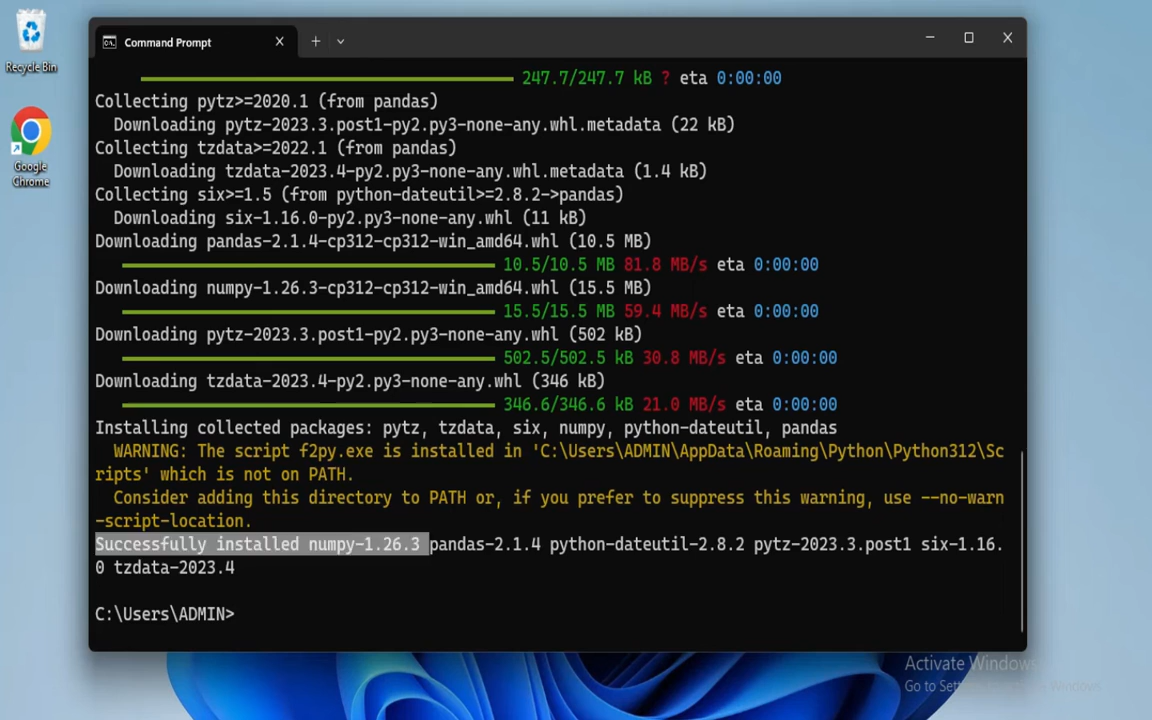 Recycle Bin
Google
Chrome
Command Prompt
247.7/247.7 kB ? eta 0:00:00
Collecting pytz>=2020.1 (from pandas)
Downloading pytz-2023.3.post1-py2.py3-none-any.whl.metadata (22 kB)
Collecting tzdata>=2022.1 (from pandas)
Downloading tzdata-2023.4-py2.py3-none-any.whl.metadata (1.4 kB)
Collecting six>=1.5 (from python-dateutil>=2.8.2->pandas)
Downloading six-1.16.0-py2.py3-none-any.whl (11 kB)
Downloading pandas-2.1.4-cp312-cp312-win_amd64.whl (10.5 MB)
10.5/10.5 MB 81.8 MB/s eta 0:00:00
Downloading numpy-1.26.3-cp312-cp312-win_amd64.whl (15.5 MB)
15.5/15.5 MB 59.4 MB/s eta 0:00:00
Downloading pytz-2023.3.post1-py2.py3-none-any.whl (502 kB)
502.5/502.5 kB 30.8 MB/s eta 0:00:00
Downloading tzdata-2023.4-py2.py3-none-any.whl (346 kB)
346.6/346.6 kB 21.0 MB/s eta 0:00:00
Installing collected packages: pytz, tzdata, six, numpy, python-dateutil, pandas
WARNING: The script f2py.exe is installed in 'C:\Users\ADMIN\AppData\Roaming\Python\Python312\Sc
ripts' which is not on PATH.
Consider adding this directory to PATH or, if you prefer to suppress this warning, use --no-warn
-script-location.
Successfully installed numpy-1.26.3 pandas-2.1.4 python-dateutil-2.8.2 pytz-2023.3.post1 six-1.16.
0 tzdata-2023.4
C:\Users\ADMIN>
Activate Windows
Go to Windows